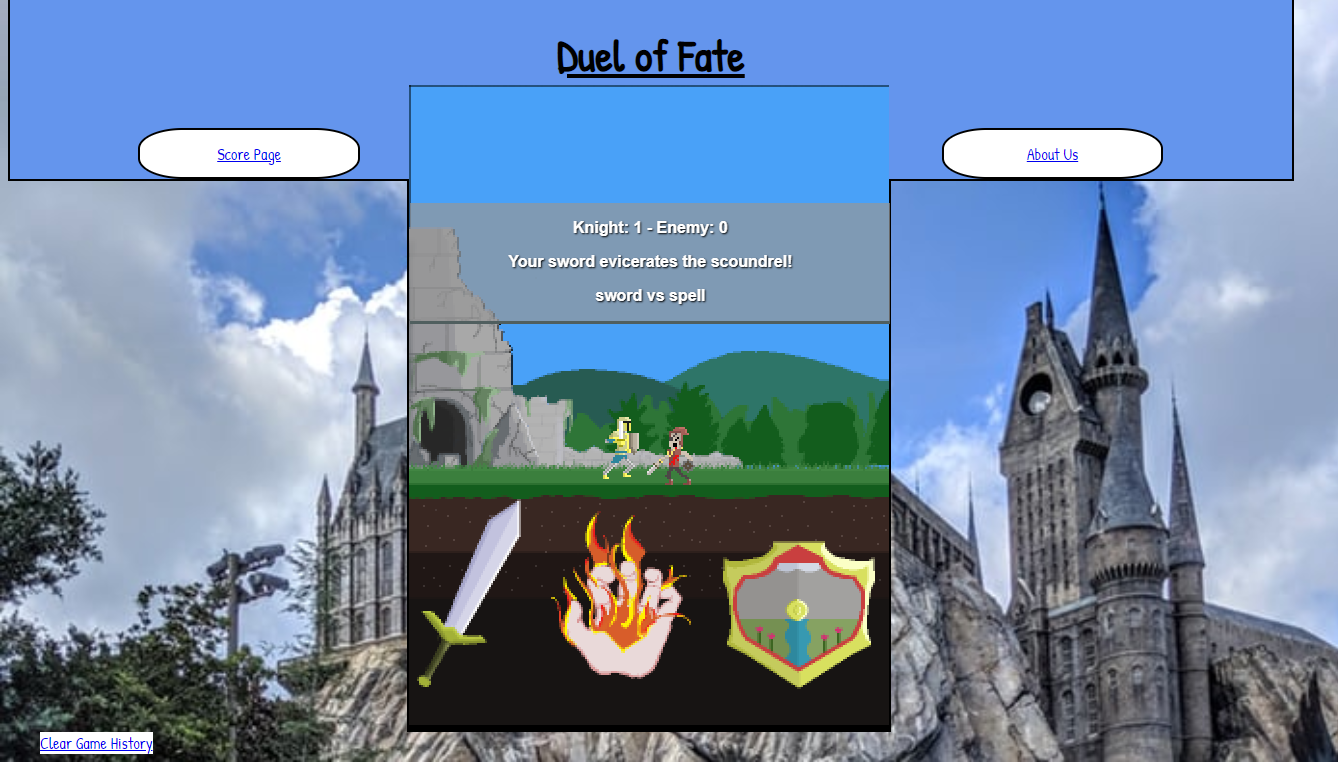 Duel of Fate
Score Page
About Us
Knight: 1 - Enemy: 0
Your sword evicerates the scoundrel!
sword vs spell
Clear Game History